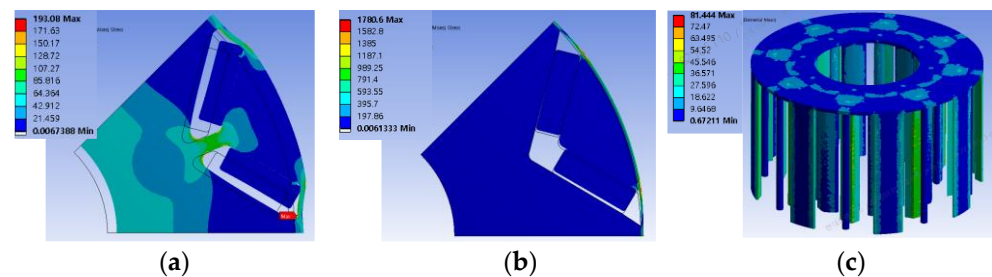 193.08 Max
171.63
150.17
128.72
107.27
85.816
64.364
42.912
21.459
0.0067388 Min
Max
(a)
1780.6 Max
1582.8
1385
1187.1
989.25
791.4
593.55
395.7
197.86
0.0061333 Min
(b)
81.444 Max
72.47
63.495
54.52
45.546
36.571
27.596
18.622
9.6468
0.67211 Min
(c)